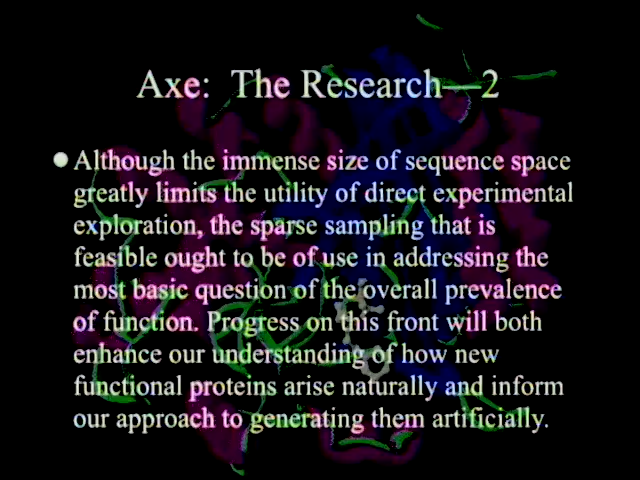 Axe: The Research—2
● Although the immense size of sequence space
greatly limits the utility of direct experimental
exploration, the sparse sampling that is
feasible ought to be of use in addressing the
most basic question of the overall prevalence
of function. Progress on this front will both
enhance our understanding of how new
functional proteins arise naturally and inform
our approach to generating them artificially.